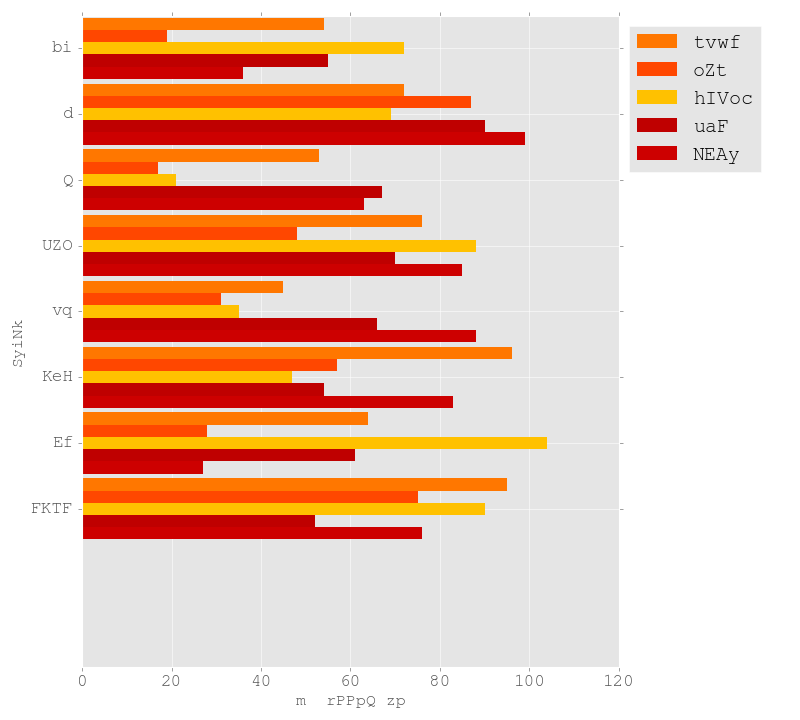 tvwf
oZt
hIVoc
uaF
NEAy
bi
d
Q
UZO
vq
KeH
Ef
FKTF
SyiNk
0 20 40 60 80 100 120
m  rPPpQ zp